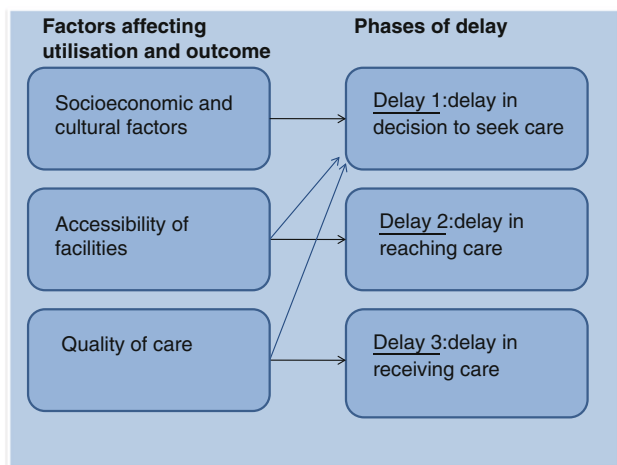 Factors affecting
utilisation and outcome
Phases of delay
Socioeconomic and
cultural factors
Delay 1:delay in
decision to seek care
Accessibility of
facilities
Delay 2:delay in
reaching care
Quality of care
Delay 3:delay in
receiving care